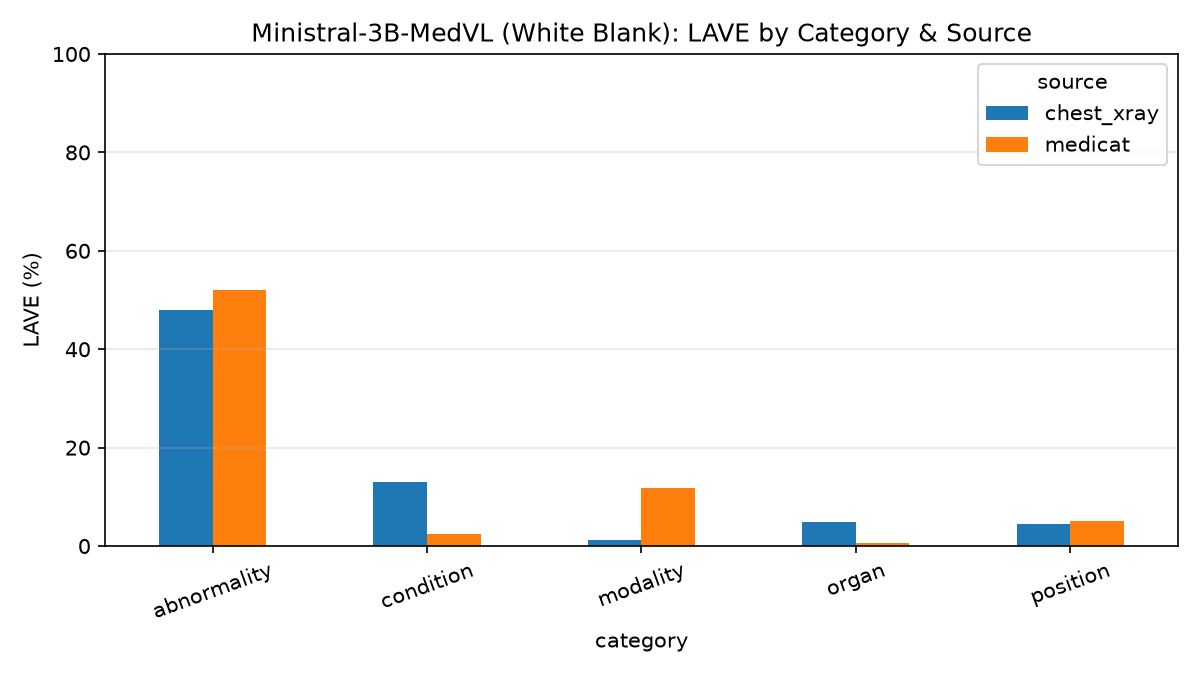 Ministral-3B-MedVL (White Blank): LAVE by Category & Source
100
80
60
40
20
0
LAVE (%)
source
chest_xray
medicat
abnormality
condition
modality
organ
position
category